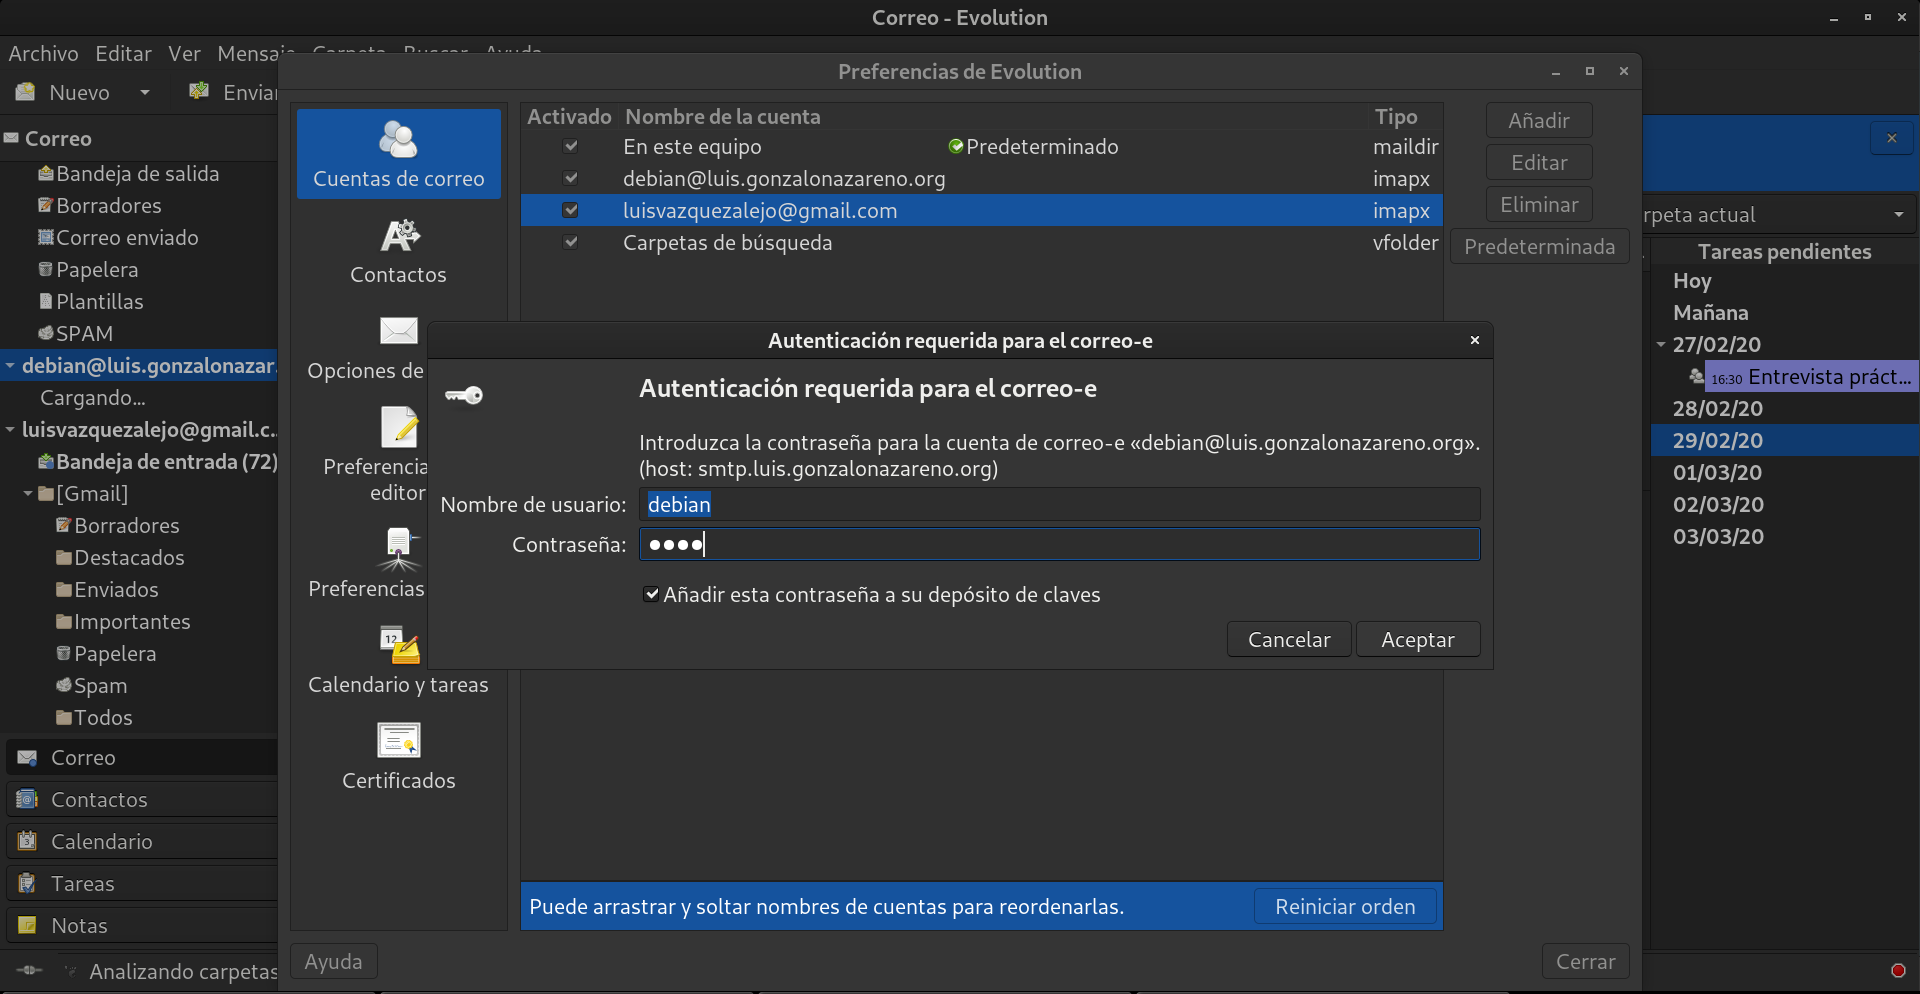 Correo - Evolution
Archivo Editar Ver Mensaje Carpeta Buscar Ayuda
Nuevo
Enviar
Correo
Bandeja de salida
Borradores
Correo enviado
Papelera
Plantillas
SPAM
debian@luis.gonzalonazar
Cargando...
luisvazquezalejo@gmail.c...
Bandeja de entrada (72)
[Gmail]
Borradores
Destacados
Enviados
Importantes
Papelera
Spam
Todos
Correo
Contactos
Calendario
Tareas
Notas
Analizando carpetas
Preferencias de Evolution
Cuentas de correo
Contactos
Opciones de
Preferencia
editor
Preferencias
Calendario y tareas
Certificados
Activado Nombre de la cuenta Tipo
En este equipo Predeterminado maildir
debian@luis.gonzalonazareno.org imapx
luisvazquezalejo@gmail.com imapx
Carpetas de búsqueda vfolder
Añadir
Editar
Eliminar
Predeterminada
Autenticación requerida para el correo-e
Autenticación requerida para el correo-e
Introduzca la contraseña para la cuenta de correo-e «debian@luis.gonzalonazareno.org».
(host: smtp.luis.gonzalonazareno.org)
Nombre de usuario: debian
Contraseña: ●●●●
Añadir esta contraseña a su depósito de claves
Cancelar Aceptar
Puede arrastrar y soltar nombres de cuentas para reordenarlas.
Reiniciar orden
Ayuda
Cerrar
rpeta actual
Tareas pendientes
Hoy
Mañana
27/02/20
16:30 Entrevista práct...
28/02/20
29/02/20
01/03/20
02/03/20
03/03/20